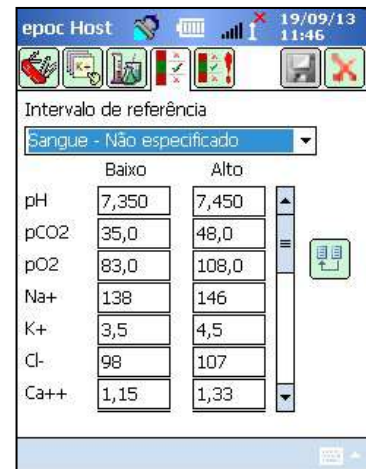 epoc Host 19/09/13
11:46
Intervalo de referência
Sangue - Não especificado
Baixo Alto
pH 7,350 7,450
pCO2 35,0 48,0
pO2 83,0 108,0
Na+ 138 146
K+ 3,5 4,5
Cl- 98 107
Ca++ 1,15 1,33